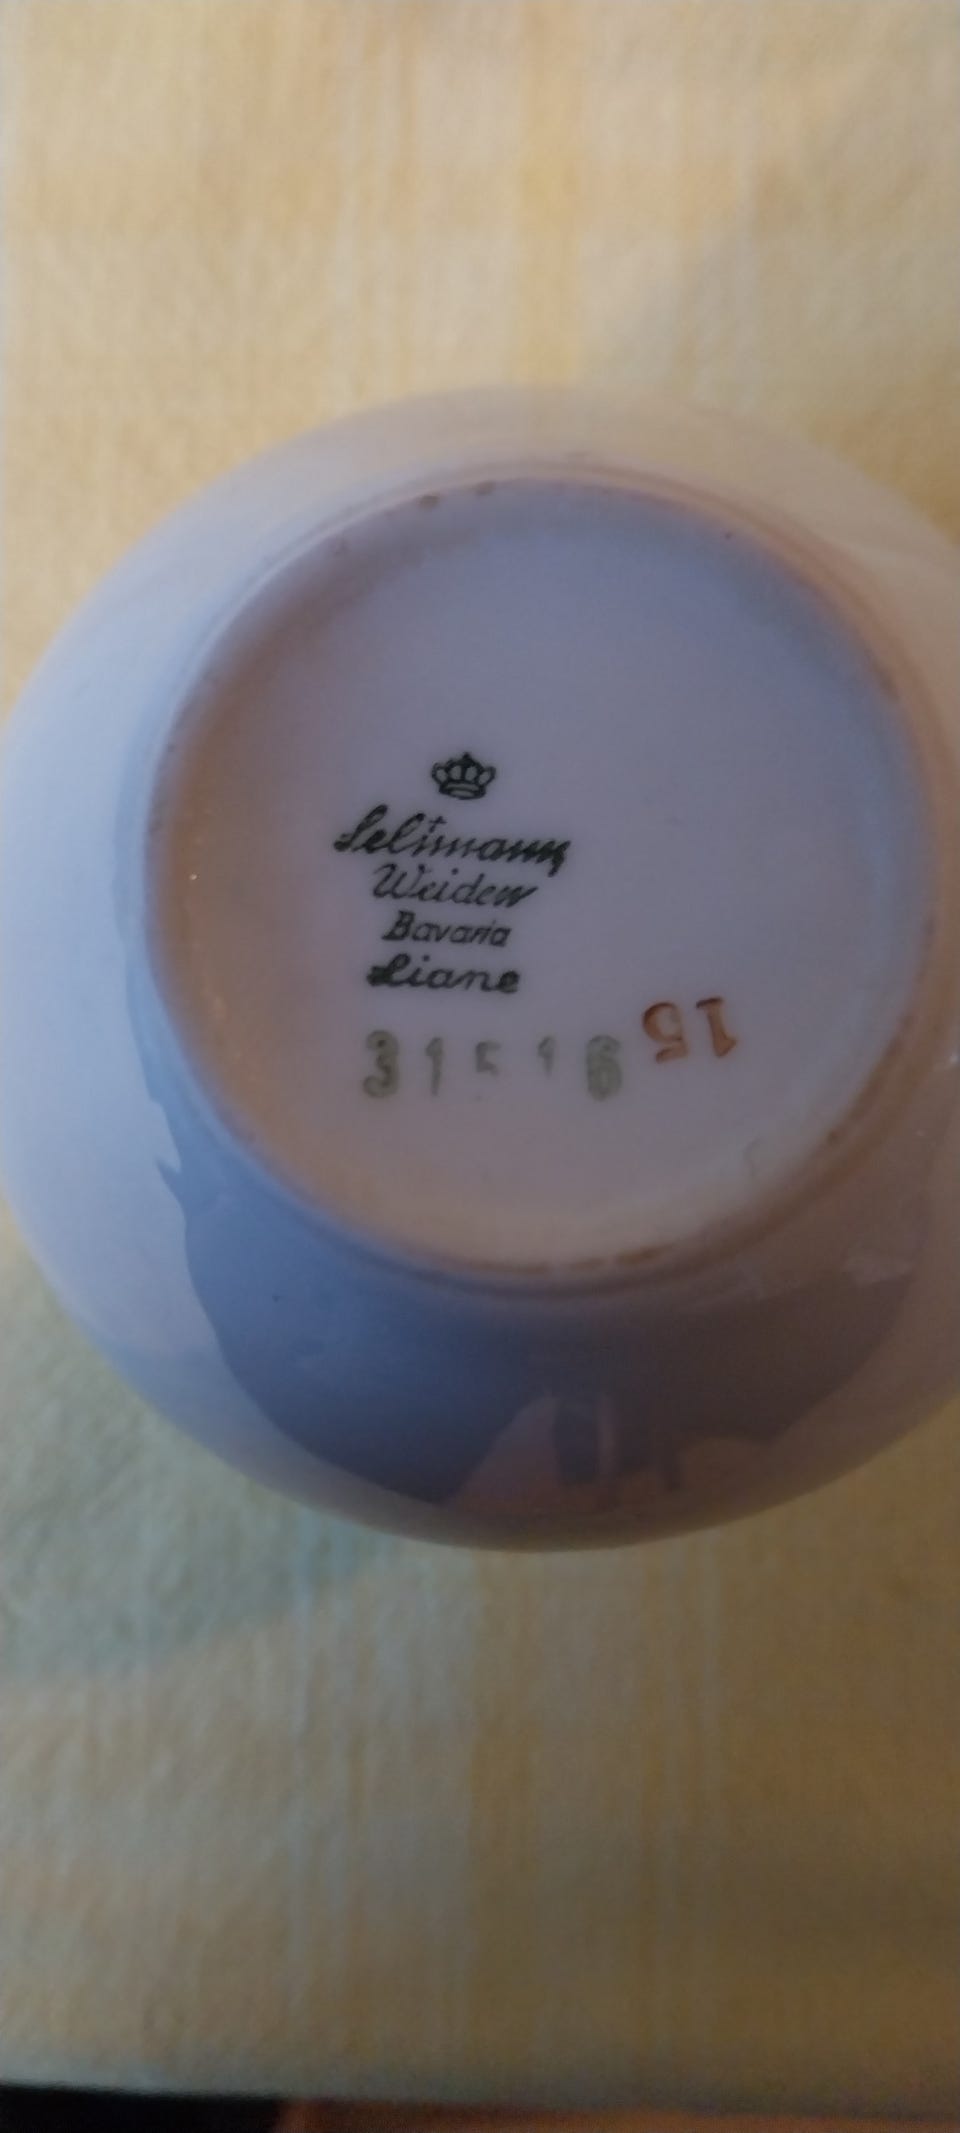 Seltmann
Weiden
Bavaria
Liane
31516
15